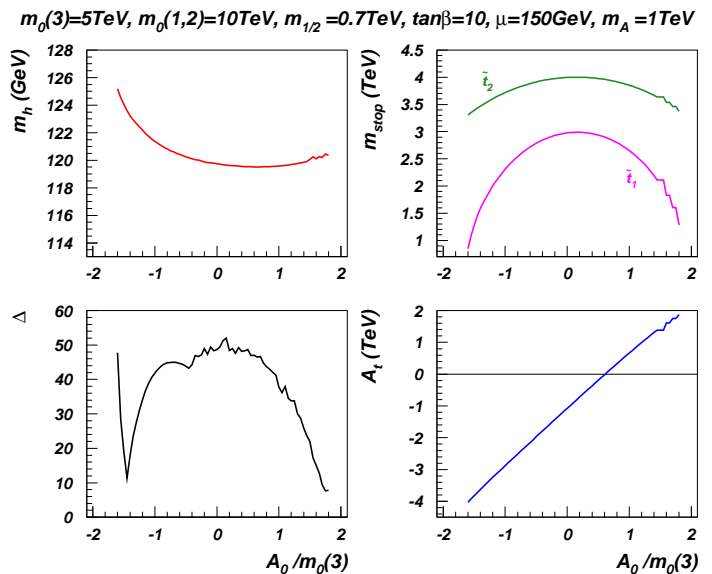 m0(3)=5TeV, m0(1,2)=10TeV, m1/2 =0.7TeV, tanβ=10, μ=150GeV, mA =1TeV
mh (GeV)
128
126
124
122
120
118
116
114
-2 -1 0 1 2
mstop (TeV)
5
4.5
4
3.5
3
2.5
2
1.5
1
t̃2
t̃1
-2 -1 0 1 2
Δ
60
50
40
30
20
10
0
-2 -1 0 1 2
A0 /m0(3)
At (TeV)
2
1
0
-1
-2
-3
-4
-2 -1 0 1 2
A0 /m0(3)